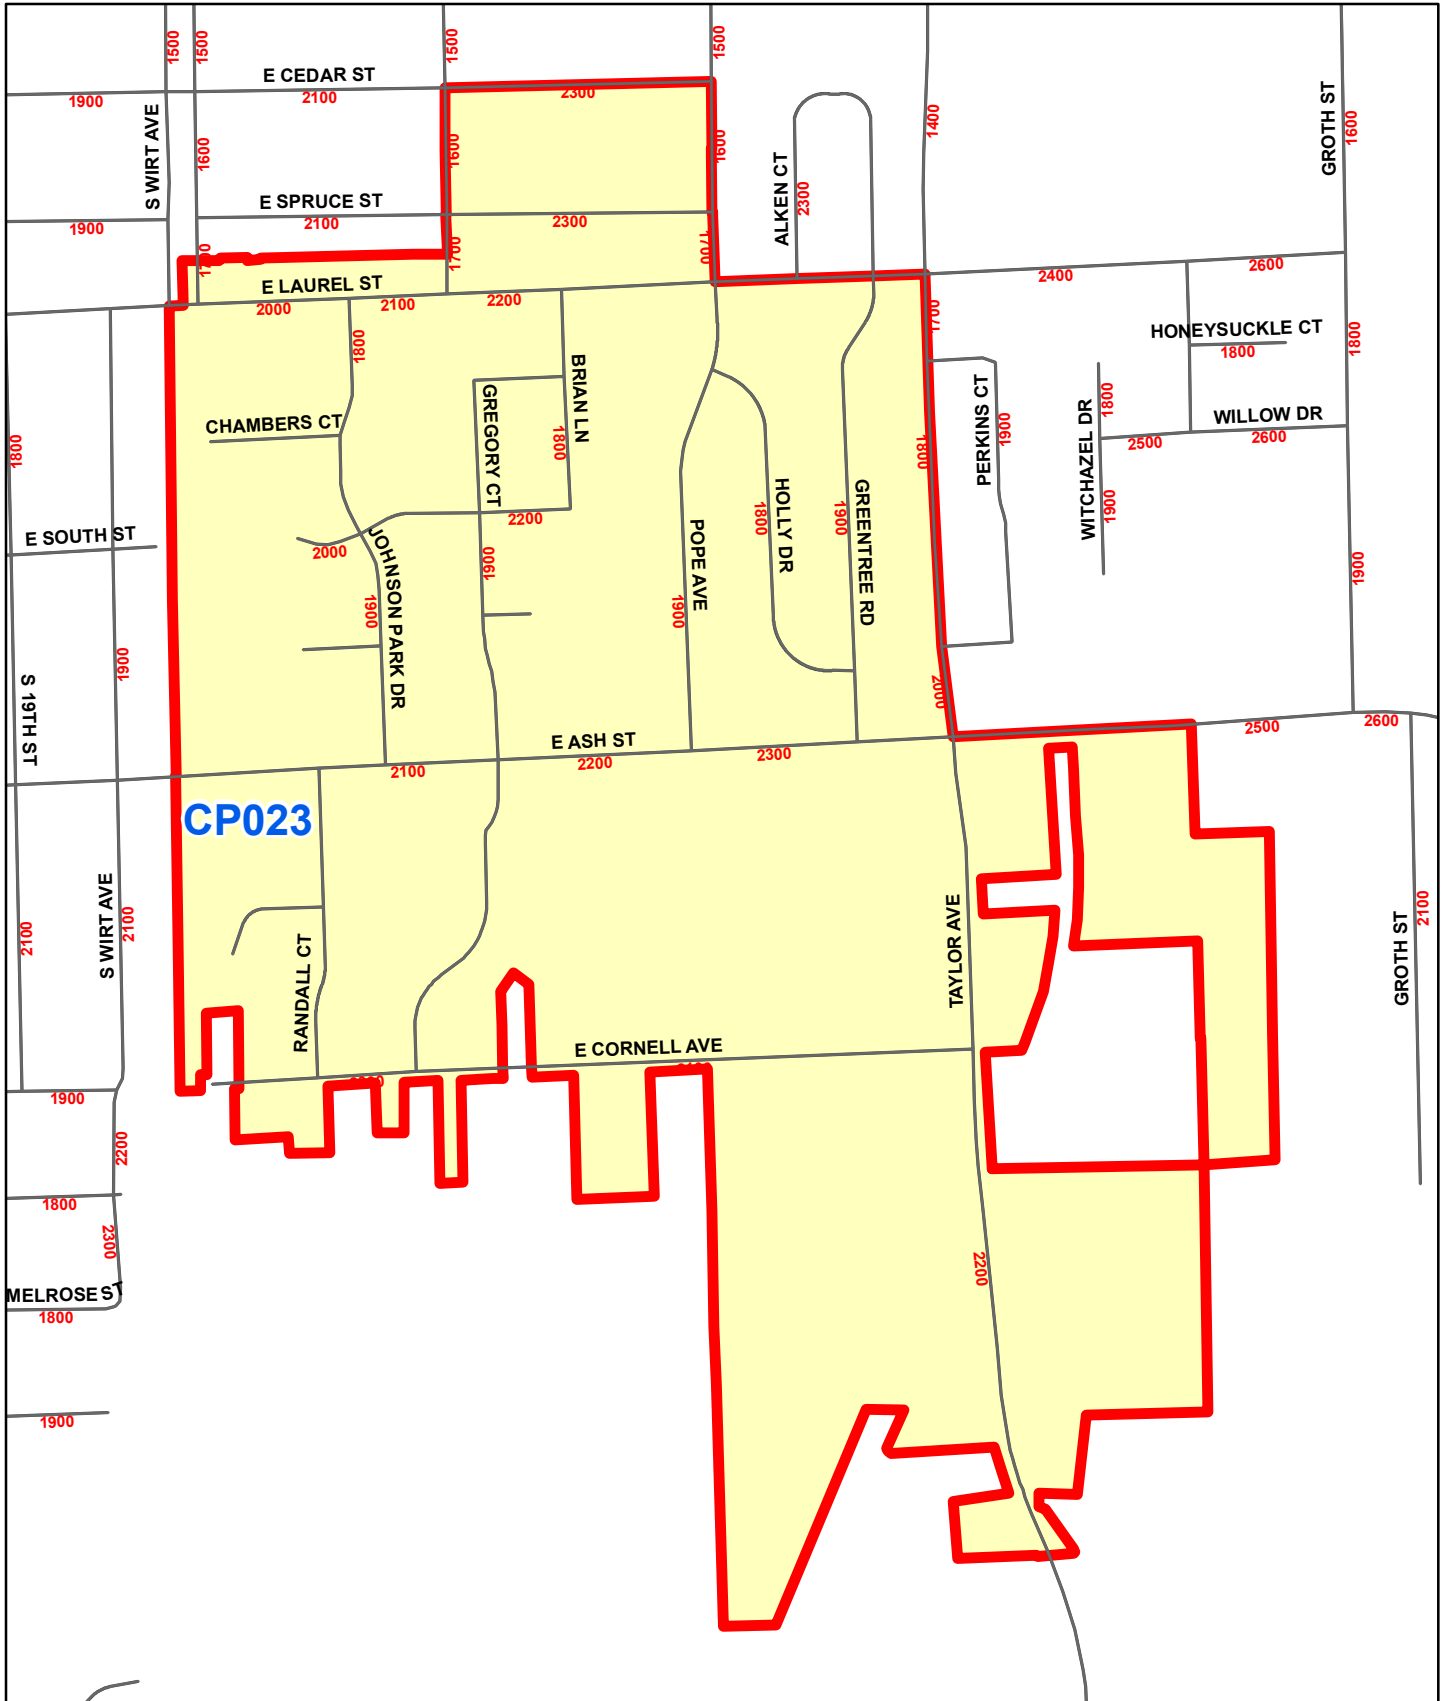 1500
1500
1500
1500
E CEDAR ST
1900
2100
2300
1400
GROTH ST
1600
S WIRT AVE
1600
1600
1600
ALKEN CT
2300
E SPRUCE ST
1900
2100
2300
1700
1700
1700
E LAUREL ST
2000
2100
2200
2400
2600
1700
HONEYSUCKLE CT
1800
1800
1800
BRIAN LN
GREGORY CT
1800
CHAMBERS CT
PERKINS CT
1900
WITCHAZEL DR
1800
WILLOW DR
2500
2600
1800
1800
E SOUTH ST
2000
2200
JOHNSON PARK DR
1900
1900
POPE AVE
1900
HOLLY DR
1800
GREENTREE RD
1900
1900
1900
S 19TH ST
1900
2000
E ASH ST
2100
2200
2300
2500
2600
CP023
S WIRT AVE
2100
2100
RANDALL CT
TAYLOR AVE
GROTH ST
2100
E CORNELL AVE
1900
2200
1800
2300
2200
MELROSE ST
1800
1900